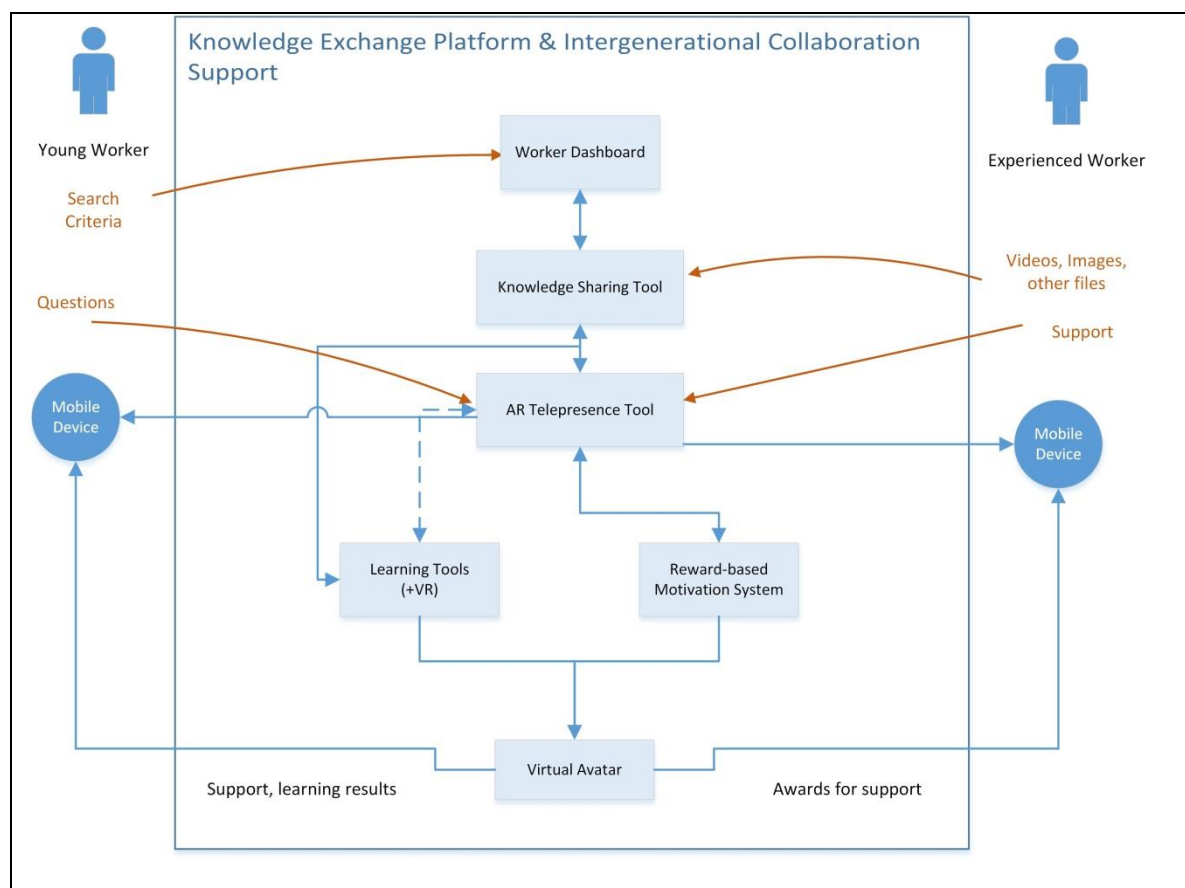 Knowledge Exchange Platform & Intergenerational Collaboration
Support
Young Worker
Experienced Worker
Worker Dashboard
Search
Criteria
Knowledge Sharing Tool
Videos, Images,
other files
Questions
Support
AR Telepresence Tool
Mobile
Device
Mobile
Device
Learning Tools
(+VR)
Reward-based
Motivation System
Virtual Avatar
Support, learning results
Awards for support